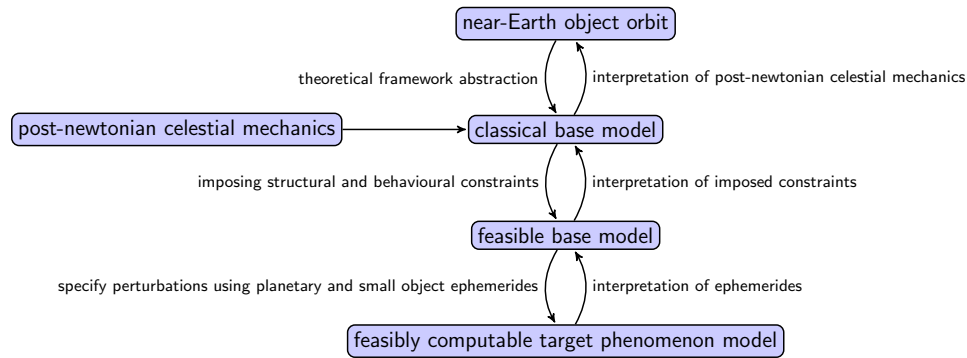 near-Earth object orbit
theoretical framework abstraction
interpretation of post-newtonian celestial mechanics
post-newtonian celestial mechanics
classical base model
imposing structural and behavioural constraints
interpretation of imposed constraints
feasible base model
specify perturbations using planetary and small object ephemerides
interpretation of ephemerides
feasibly computable target phenomenon model